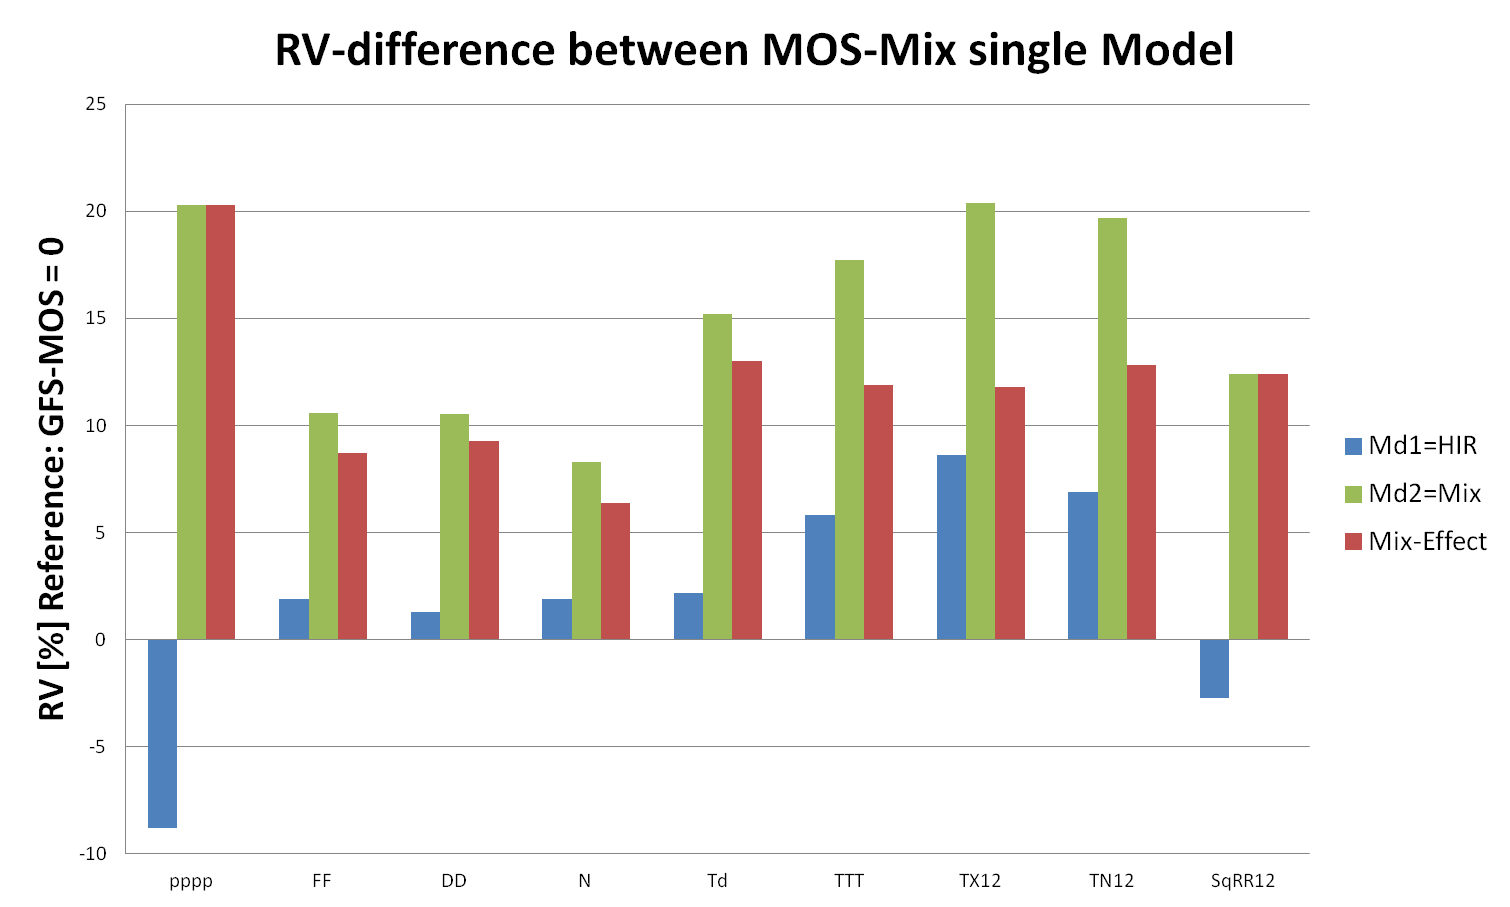 RV-difference between MOS-Mix single Model
RV [%] Reference: GFS-MOS = 0
25
20
15
10
5
0
-5
-10
pppp FF DD N Td TTT TX12 TN12 SqRR12
Md1=HIR
Md2=Mix
Mix-Effect